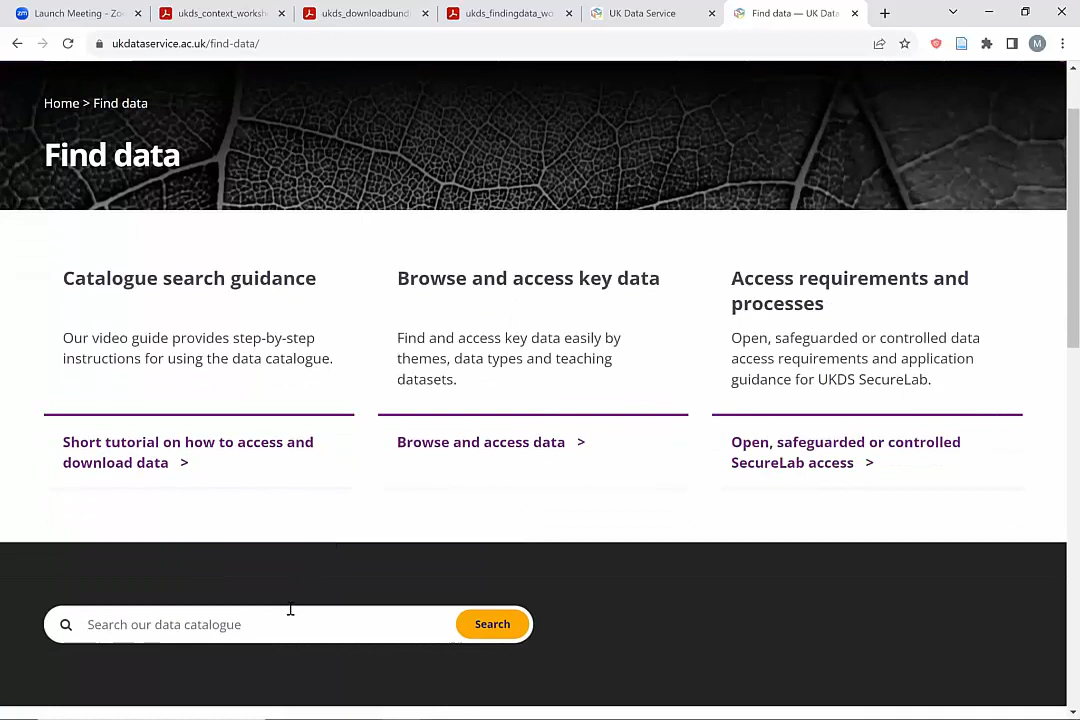 Launch Meeting - Zo
ukds_context_worksh
ukds_downloadbund
ukds_findingdata_wo
UK Data Service
Find data — UK Data
ukdataservice.ac.uk/find-data/
M
Home > Find data
Find data
Catalogue search guidance
Our video guide provides step-by-step
instructions for using the data catalogue.
Short tutorial on how to access and
download data >
Browse and access key data
Find and access key data easily by
themes, data types and teaching
datasets.
Browse and access data >
Access requirements and
processes
Open, safeguarded or controlled data
access requirements and application
guidance for UKDS SecureLab.
Open, safeguarded or controlled
SecureLab access >
Search our data catalogue
Search